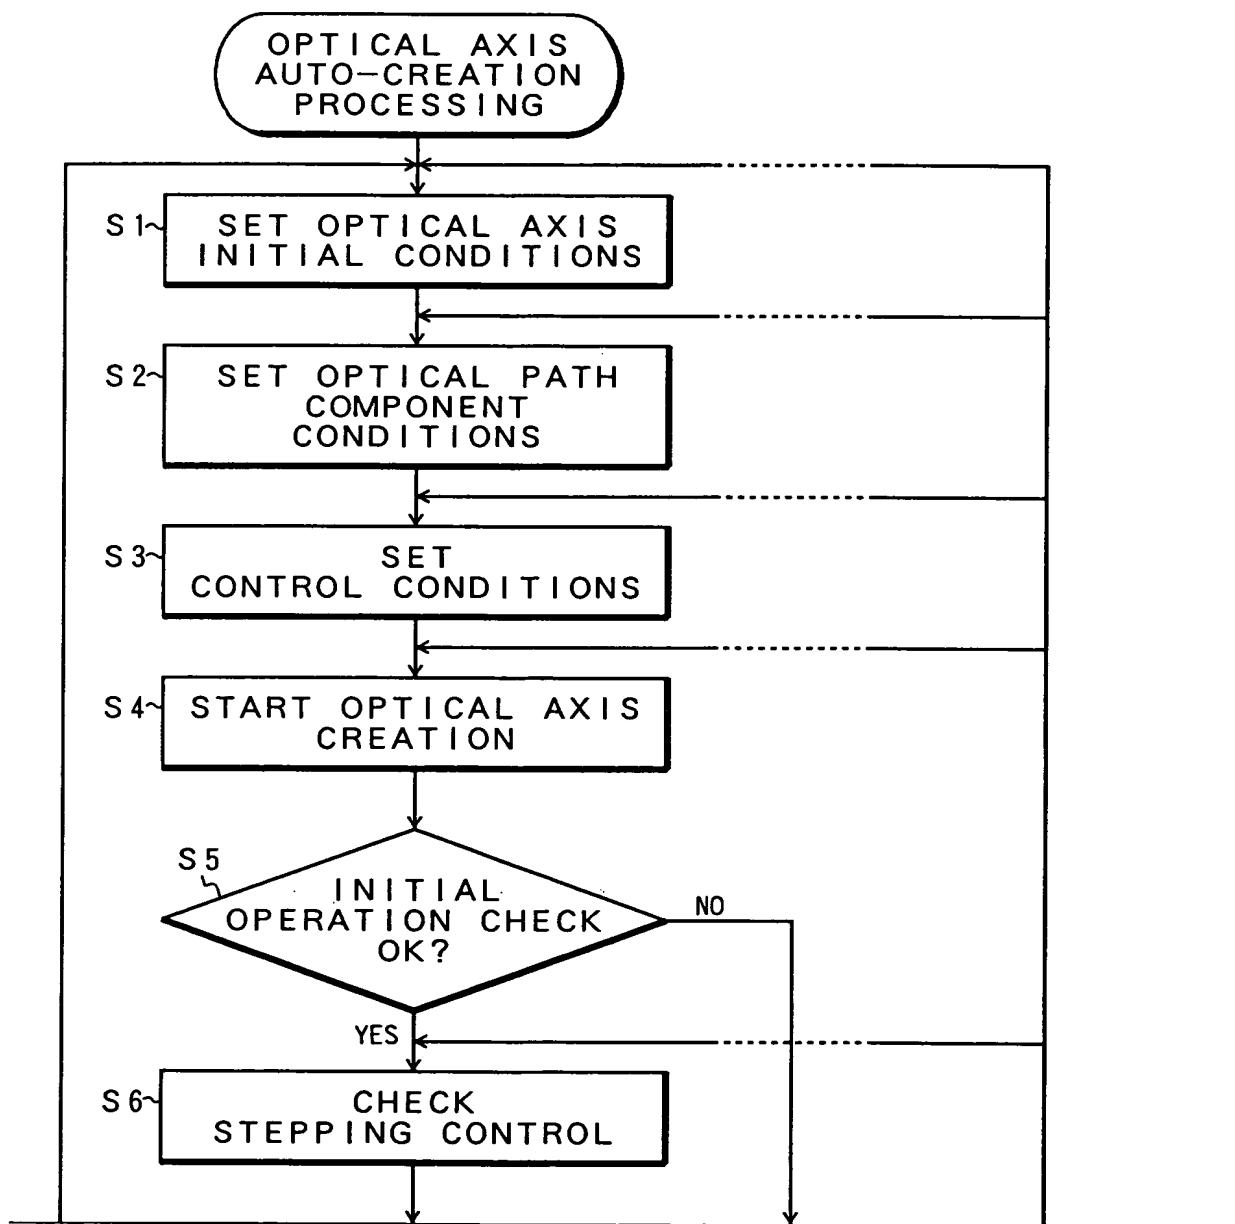 OPTICAL AXIS
AUTO-CREATION
PROCESSING
S1
SET OPTICAL AXIS
INITIAL CONDITIONS
S2
SET OPTICAL PATH
COMPONENT
CONDITIONS
S3
SET
CONTROL CONDITIONS
S4
START OPTICAL AXIS
CREATION
S5
INITIAL
OPERATION CHECK
OK?
NO
YES
S6
CHECK
STEPPING CONTROL